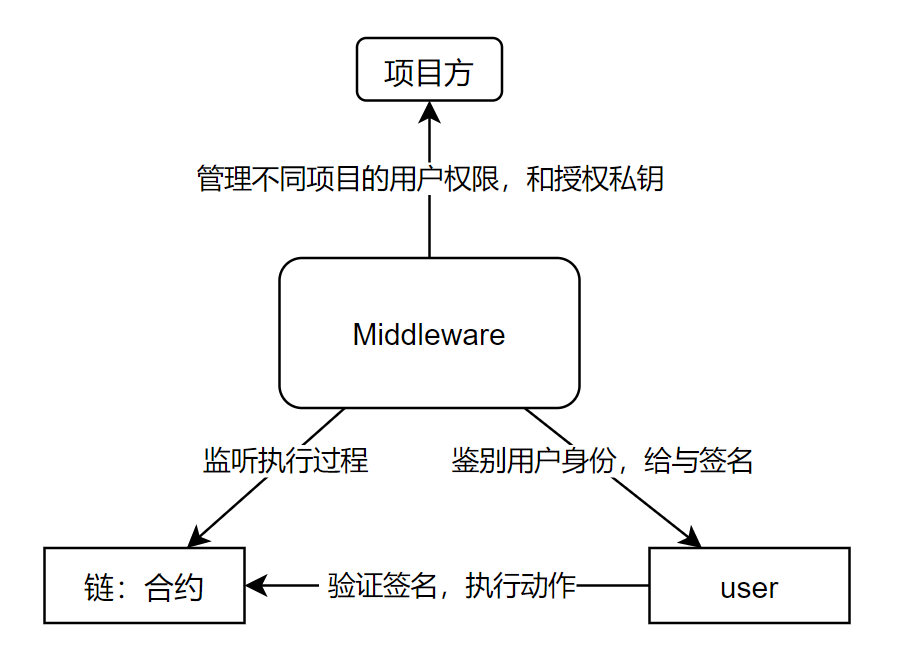 项目方
管理不同项目的用户权限，和授权私钥
Middleware
监听执行过程
鉴别用户身份，给与签名
链：合约
验证签名，执行动作
user